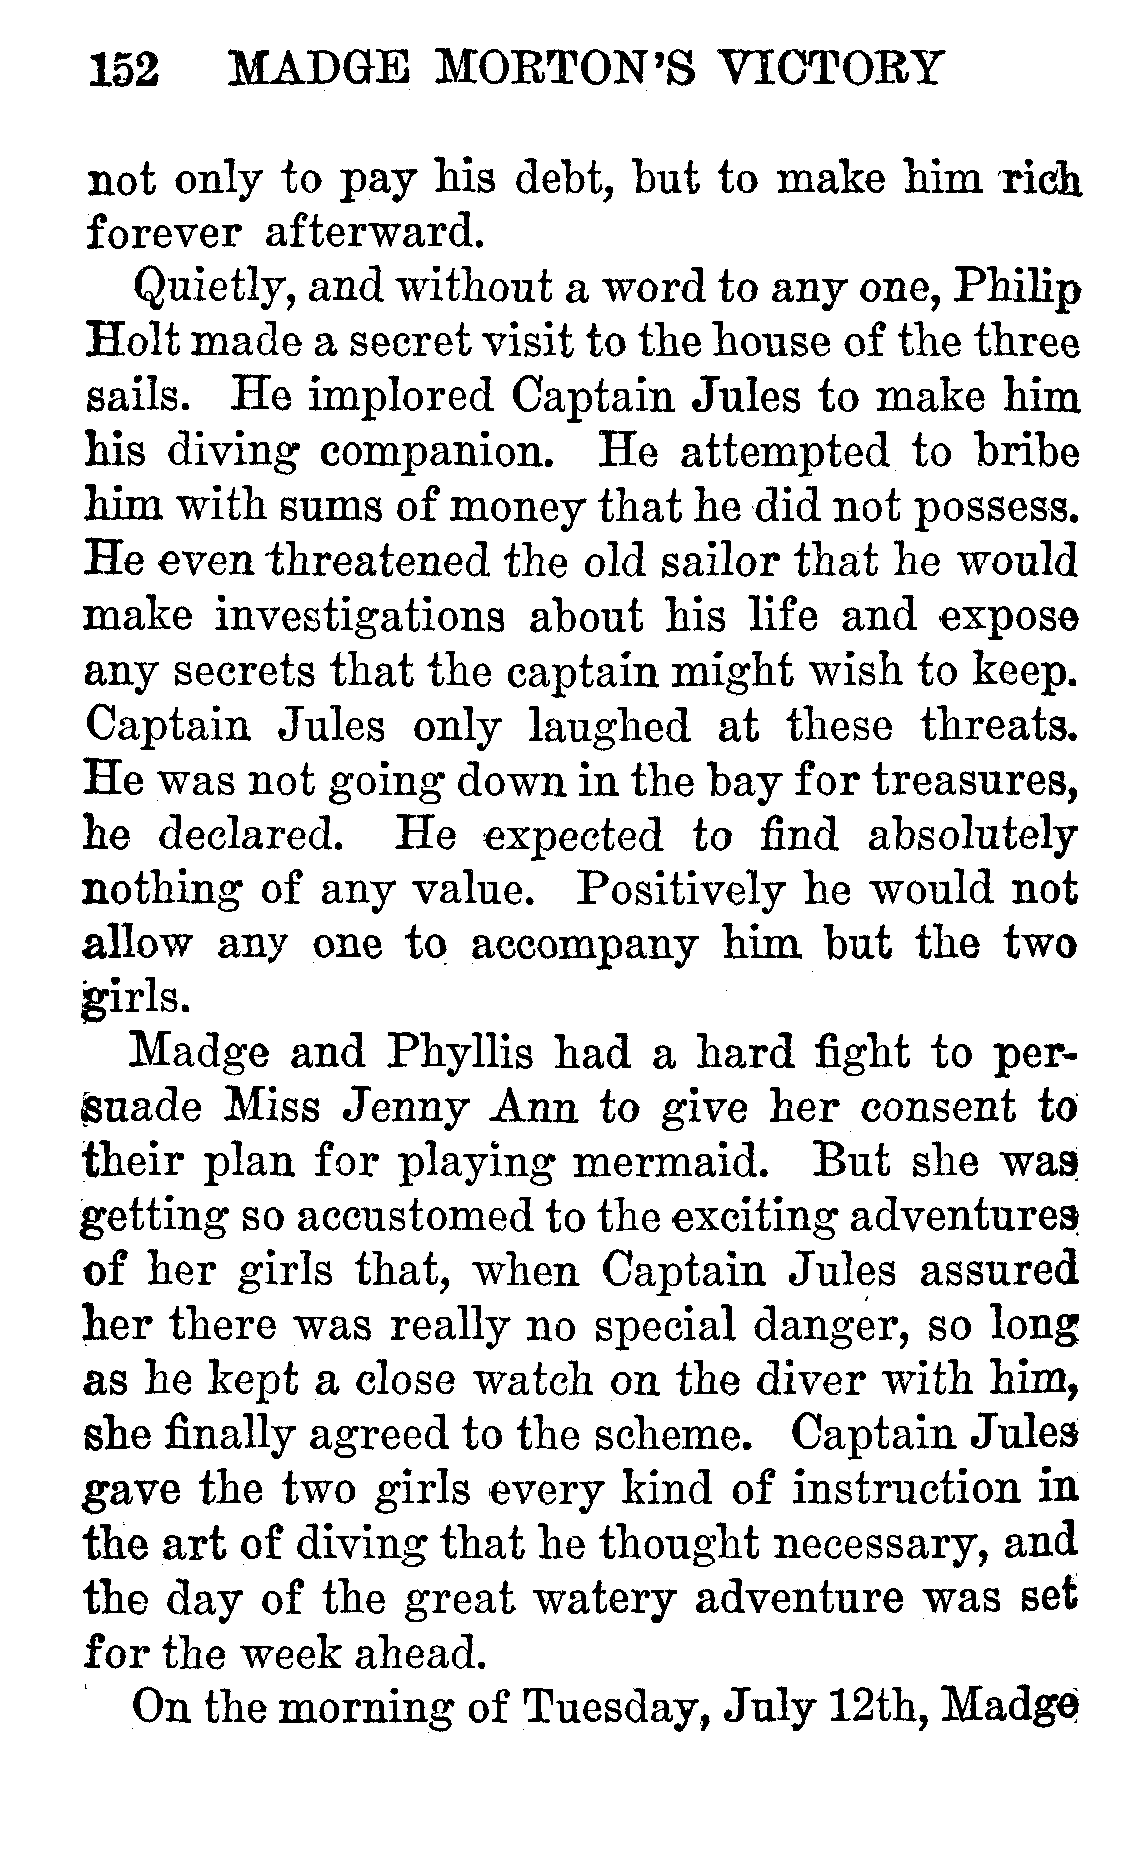 152 MADGE MORTON'S VICTORY
not only to pay his debt, but to make him rich
forever afterward.
Quietly, and without a word to any one, Philip
Holt made a secret visit to the house of the three
sails. He implored Captain Jules to make him
his diving companion. He attempted to bribe
him with sums of money that he did not possess.
He even threatened the old sailor that he would
make investigations about his life and expose
any secrets that the captain might wish to keep.
Captain Jules only laughed at these threats.
He was not going down in the bay for treasures,
he declared. He expected to find absolutely
nothing of any value. Positively he would not
allow any one to accompany him but the two
girls.
Madge and Phyllis had a hard fight to per-
suade Miss Jenny Ann to give her consent to
their plan for playing mermaid. But she was
getting so accustomed to the exciting adventures
of her girls that, when Captain Jules assured
her there was really no special danger, so long
as he kept a close watch on the diver with him,
she finally agreed to the scheme. Captain Jules
gave the two girls every kind of instruction in
the art of diving that he thought necessary, and
the day of the great watery adventure was set
for the week ahead.
On the morning of Tuesday, July 12th, Madge